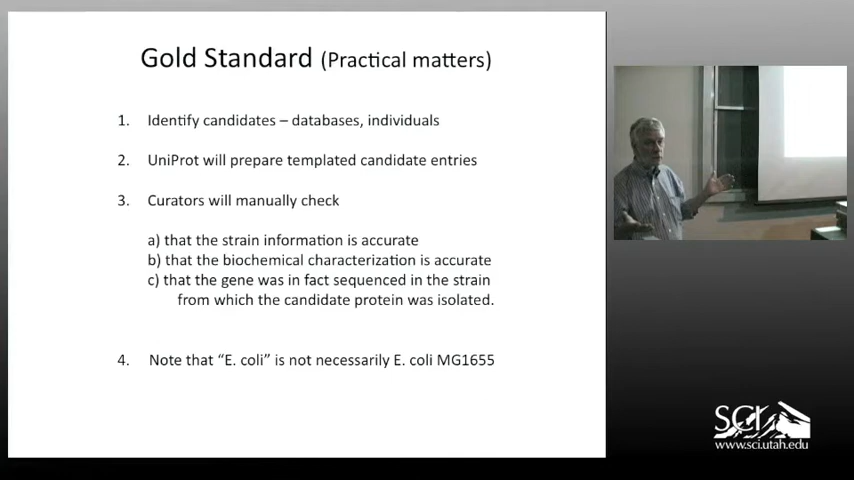 Gold Standard (Practical matters)
1. Identify candidates – databases, individuals
2. UniProt will prepare templated candidate entries
3. Curators will manually check
a) that the strain information is accurate
b) that the biochemical characterization is accurate
c) that the gene was in fact sequenced in the strain
from which the candidate protein was isolated.
4. Note that “E. coli” is not necessarily E. coli MG1655
SCI
www.sci.utah.edu